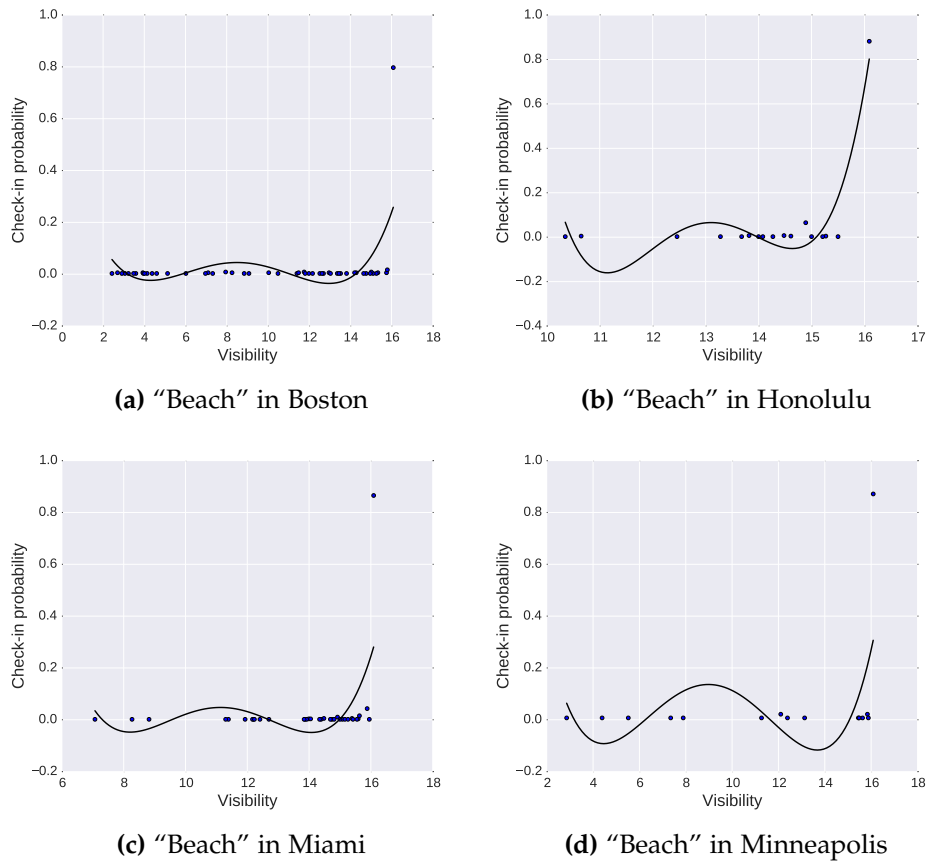 1.0
0.8
0.6
0.4
0.2
0.0
−0.2
Check-in probability
0 2 4 6 8 10 12 14 16 18
Visibility
(a) “Beach” in Boston
1.0
0.8
0.6
0.4
0.2
0.0
−0.2
−0.4
Check-in probability
10 11 12 13 14 15 16 17
Visibility
(b) “Beach” in Honolulu
1.0
0.8
0.6
0.4
0.2
0.0
−0.2
Check-in probability
6 8 10 12 14 16 18
Visibility
(c) “Beach” in Miami
1.0
0.8
0.6
0.4
0.2
0.0
−0.2
Check-in probability
2 4 6 8 10 12 14 16 18
Visibility
(d) “Beach” in Minneapolis